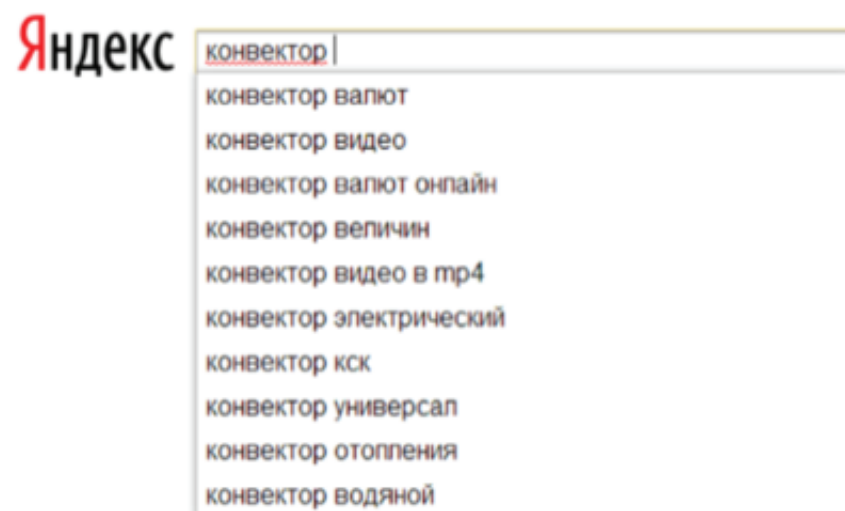 Яндекс конвектор
конвектор валют
конвектор видео
конвектор валют онлайн
конвектор величин
конвектор видео в mp4
конвектор электрический
конвектор кск
конвектор универсал
конвектор отопления
конвектор водяной